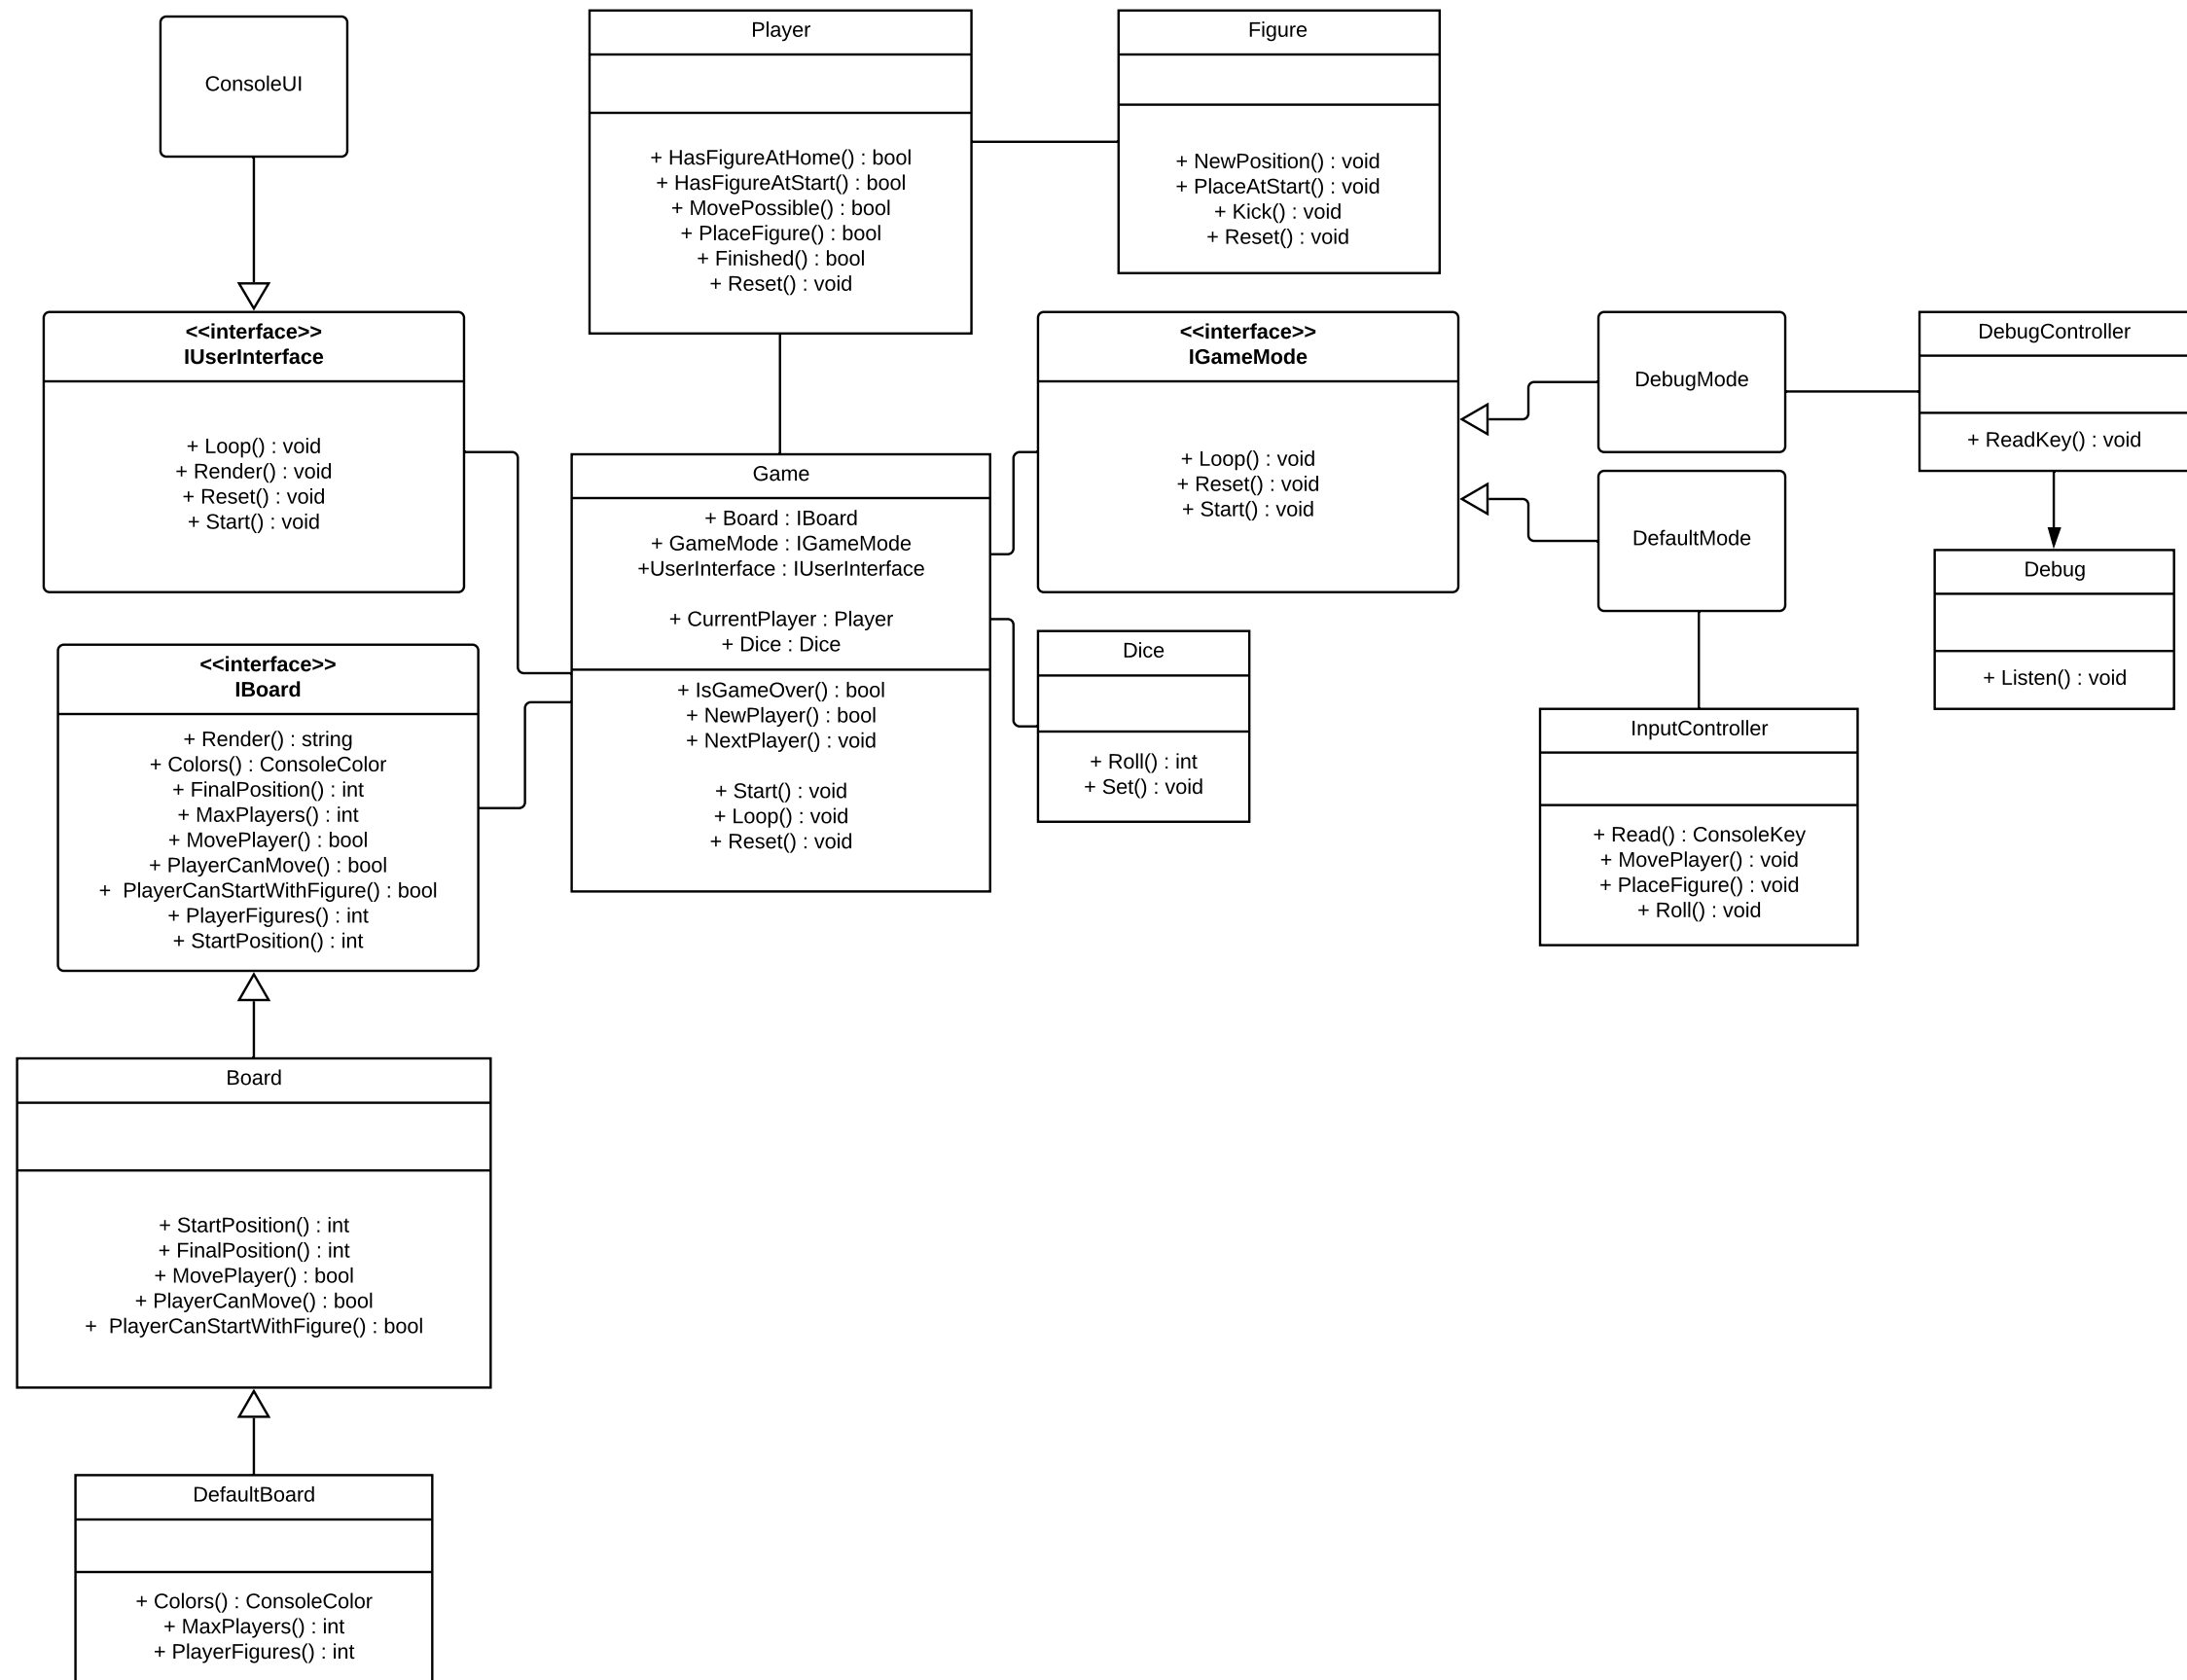 ConsoleUI
Player
+ HasFigureAtHome() : bool
+ HasFigureAtStart() : bool
+ MovePossible() : bool
+ PlaceFigure() : bool
+ Finished() : bool
+ Reset() : void
Figure
+ NewPosition() : void
+ PlaceAtStart() : void
+ Kick() : void
+ Reset() : void
<<interface>>
IUserInterface
+ Loop() : void
+ Render() : void
+ Reset() : void
+ Start() : void
Game
+ Board : IBoard
+ GameMode : IGameMode
+UserInterface : IUserInterface
+ CurrentPlayer : Player
+ Dice : Dice
+ IsGameOver() : bool
+ NewPlayer() : bool
+ NextPlayer() : void
+ Start() : void
+ Loop() : void
+ Reset() : void
<<interface>>
IGameMode
+ Loop() : void
+ Reset() : void
+ Start() : void
DebugMode
DebugController
+ ReadKey() : void
DefaultMode
Debug
+ Listen() : void
Dice
+ Roll() : int
+ Set() : void
InputController
+ Read() : ConsoleKey
+ MovePlayer() : void
+ PlaceFigure() : void
+ Roll() : void
<<interface>>
IBoard
+ Render() : string
+ Colors() : ConsoleColor
+ FinalPosition() : int
+ MaxPlayers() : int
+ MovePlayer() : bool
+ PlayerCanMove() : bool
+  PlayerCanStartWithFigure() : bool
+ PlayerFigures() : int
+ StartPosition() : int
Board
+ StartPosition() : int
+ FinalPosition() : int
+ MovePlayer() : bool
+ PlayerCanMove() : bool
+  PlayerCanStartWithFigure() : bool
DefaultBoard
+ Colors() : ConsoleColor
+ MaxPlayers() : int
+ PlayerFigures() : int